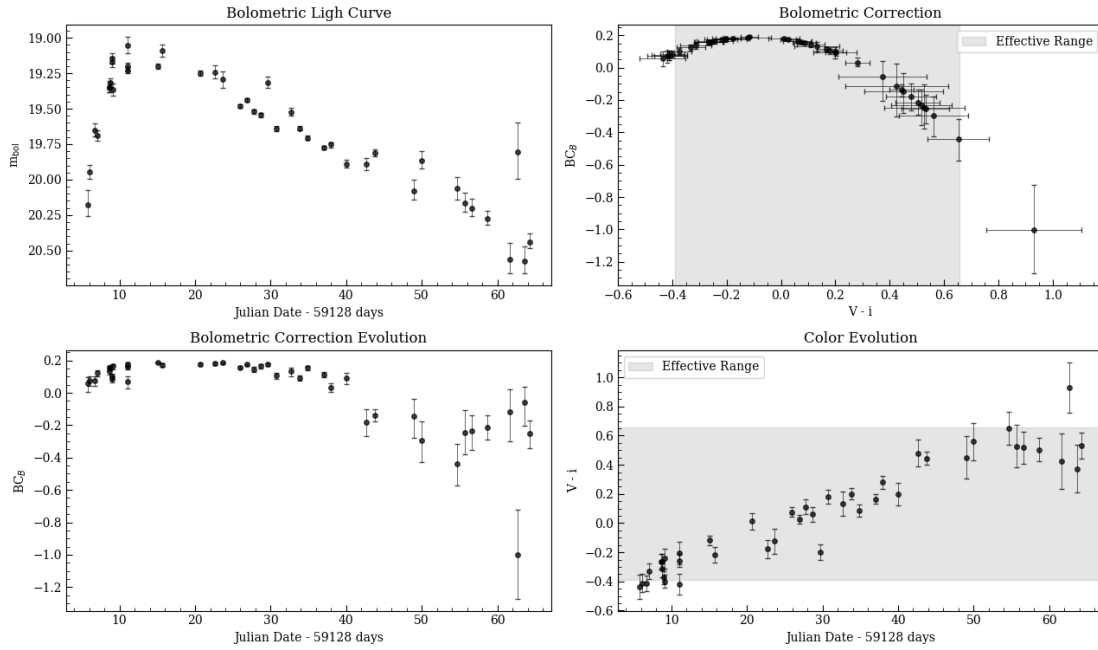 Bolometric Ligh Curve
19.00
19.25
19.50
19.75
20.00
20.25
20.50
m_bol
10 20 30 40 50 60
Julian Date - 59128 days
Bolometric Correction
Effective Range
0.2
0.0
−0.2
−0.4
−0.6
−0.8
−1.0
−1.2
BC_B
−0.6 −0.4 −0.2 0.0 0.2 0.4 0.6 0.8 1.0
V - i
Bolometric Correction Evolution
0.2
0.0
−0.2
−0.4
−0.6
−0.8
−1.0
−1.2
BC_B
10 20 30 40 50 60
Julian Date - 59128 days
Color Evolution
Effective Range
1.0
0.8
0.6
0.4
0.2
0.0
−0.2
−0.4
−0.6
V - i
10 20 30 40 50 60
Julian Date - 59128 days